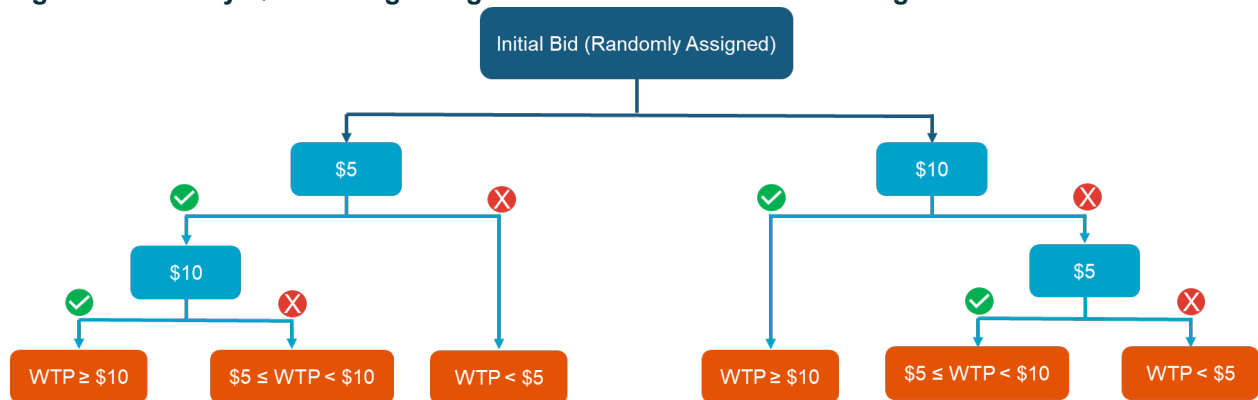 Initial Bid (Randomly Assigned)
$5
$10
$10
$5
WTP ≥ $10
$5 ≤ WTP < $10
WTP < $5
WTP ≥ $10
$5 ≤ WTP < $10
WTP < $5